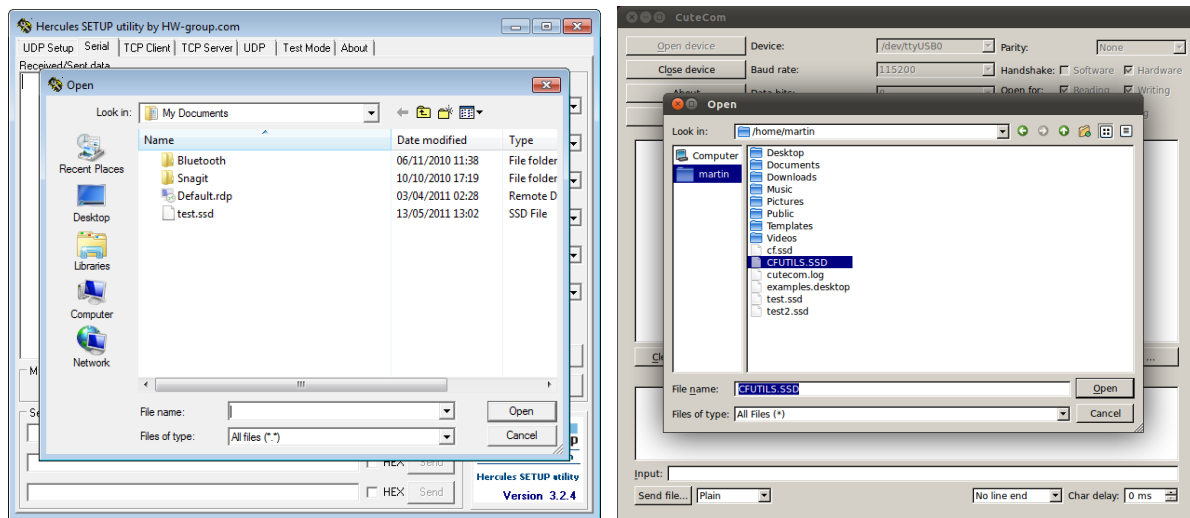 Hercules SETUP utility by HW-group.com
UDP Setup Serial TCP Client TCP Server UDP Test Mode About
Received/Sent data
Open
Look in: My Documents
Recent Places
Desktop
Libraries
Computer
Network
Name Date modified Type
Bluetooth 06/11/2010 11:38 File folder
Snagit 10/10/2010 17:19 File folder
Default.rdp 03/04/2011 02:28 Remote D
test.ssd 13/05/2011 13:02 SSD File
File name: Open
Files of type: All files (*.*) Cancel
HEX Send
Hercules SETUP utility
HEX Send Version 3.2.4
CuteCom
Open device Device: /dev/ttyUSB0 Parity: None
Close device Baud rate: 115200 Handshake: Software Hardware
About Data bits: 8 Open for: Reading Writing
Open
Look in: /home/martin
Computer
martin
Desktop
Documents
Downloads
Music
Pictures
Public
Templates
Videos
cf.ssd
CFUTILS.SSD
cutecom.log
examples.desktop
test.ssd
test2.ssd
File name: CFUTILS.SSD Open
Files of type: All Files (*) Cancel
Input:
Send file... Plain No line end Char delay: 0 ms